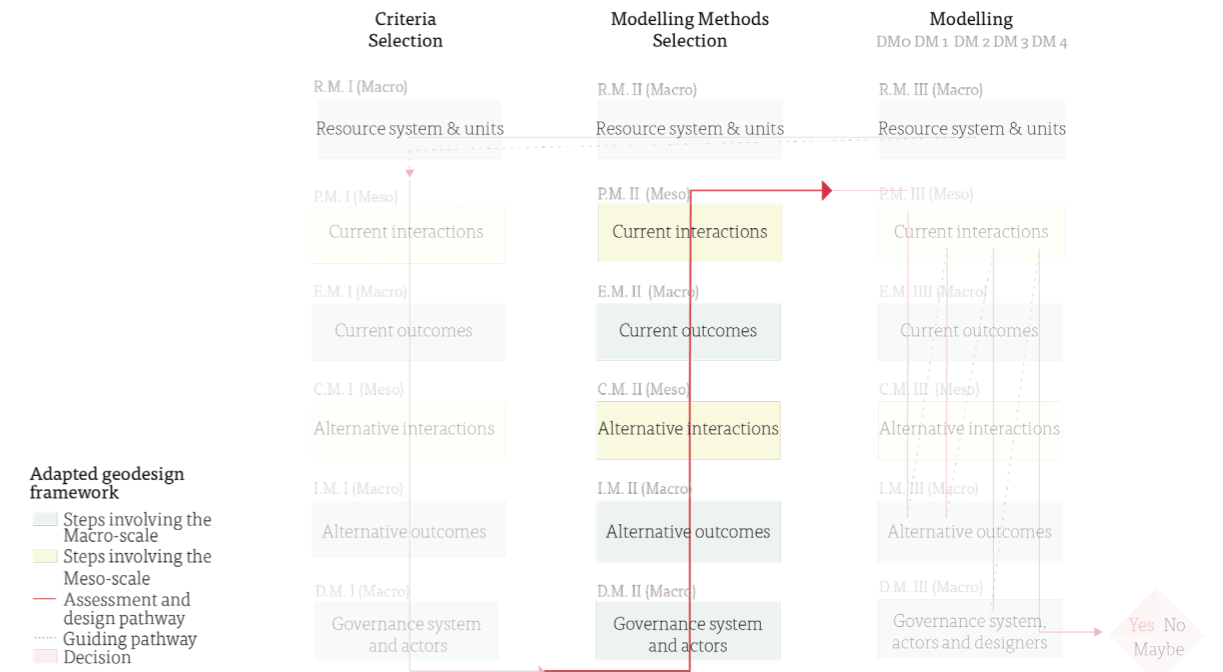 Criteria
Selection
Modelling Methods
Selection
Modelling
DM0 DM 1 DM 2 DM 3 DM 4
R.M. I (Macro)
R.M. II (Macro)
R.M. III (Macro)
Resource system & units
Resource system & units
Resource system & units
P.M. I (Meso)
P.M. II (Meso)
P.M. III (Meso)
Current interactions
Current interactions
Current interactions
E.M. I (Macro)
E.M. II (Macro)
E.M. IIII (Macro)
Current outcomes
Current outcomes
Current outcomes
C.M. I (Meso)
C.M. II (Meso)
C.M. III (Meso)
Alternative interactions
Alternative interactions
Alternative interactions
I.M. I (Macro)
I.M. II (Macro)
I.M. III (Macro)
Alternative outcomes
Alternative outcomes
Alternative outcomes
D.M. I (Macro)
D.M. II (Macro)
D.M. III (Macro)
Governance system
and actors
Governance system
and actors
Governance system,
actors and designers
Yes No
Maybe
Adapted geodesign
framework
Steps involving the
Macro-scale
Steps involving the
Meso-scale
Assessment and
design pathway
Guiding pathway
Decision